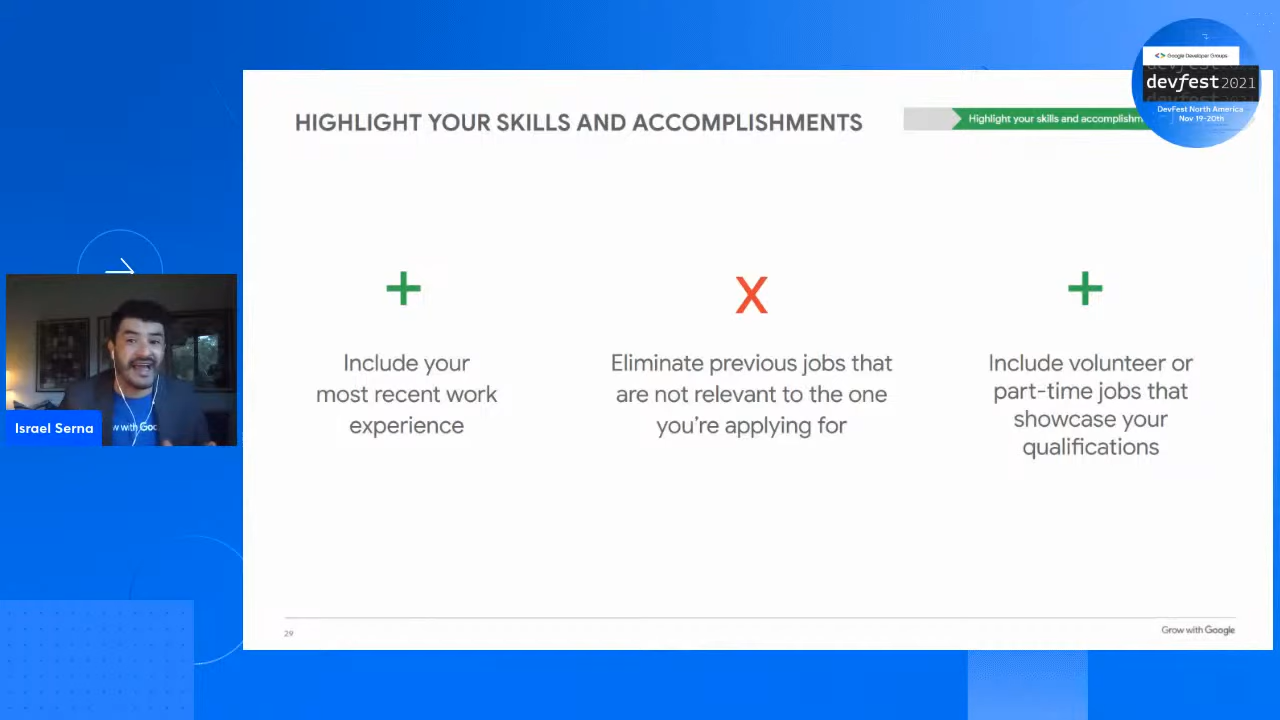 HIGHLIGHT YOUR SKILLS AND ACCOMPLISHMENTS
Highlight your skills and accomplishm
<> Google Developer Groups
devfest 2021
DevFest North America
Nov 19-20th
+
Include your
most recent work
experience
X
Eliminate previous jobs that
are not relevant to the one
you're applying for
+
Include volunteer or
part-time jobs that
showcase your
qualifications
Israel Serna
w with Goo
29
Grow with Google